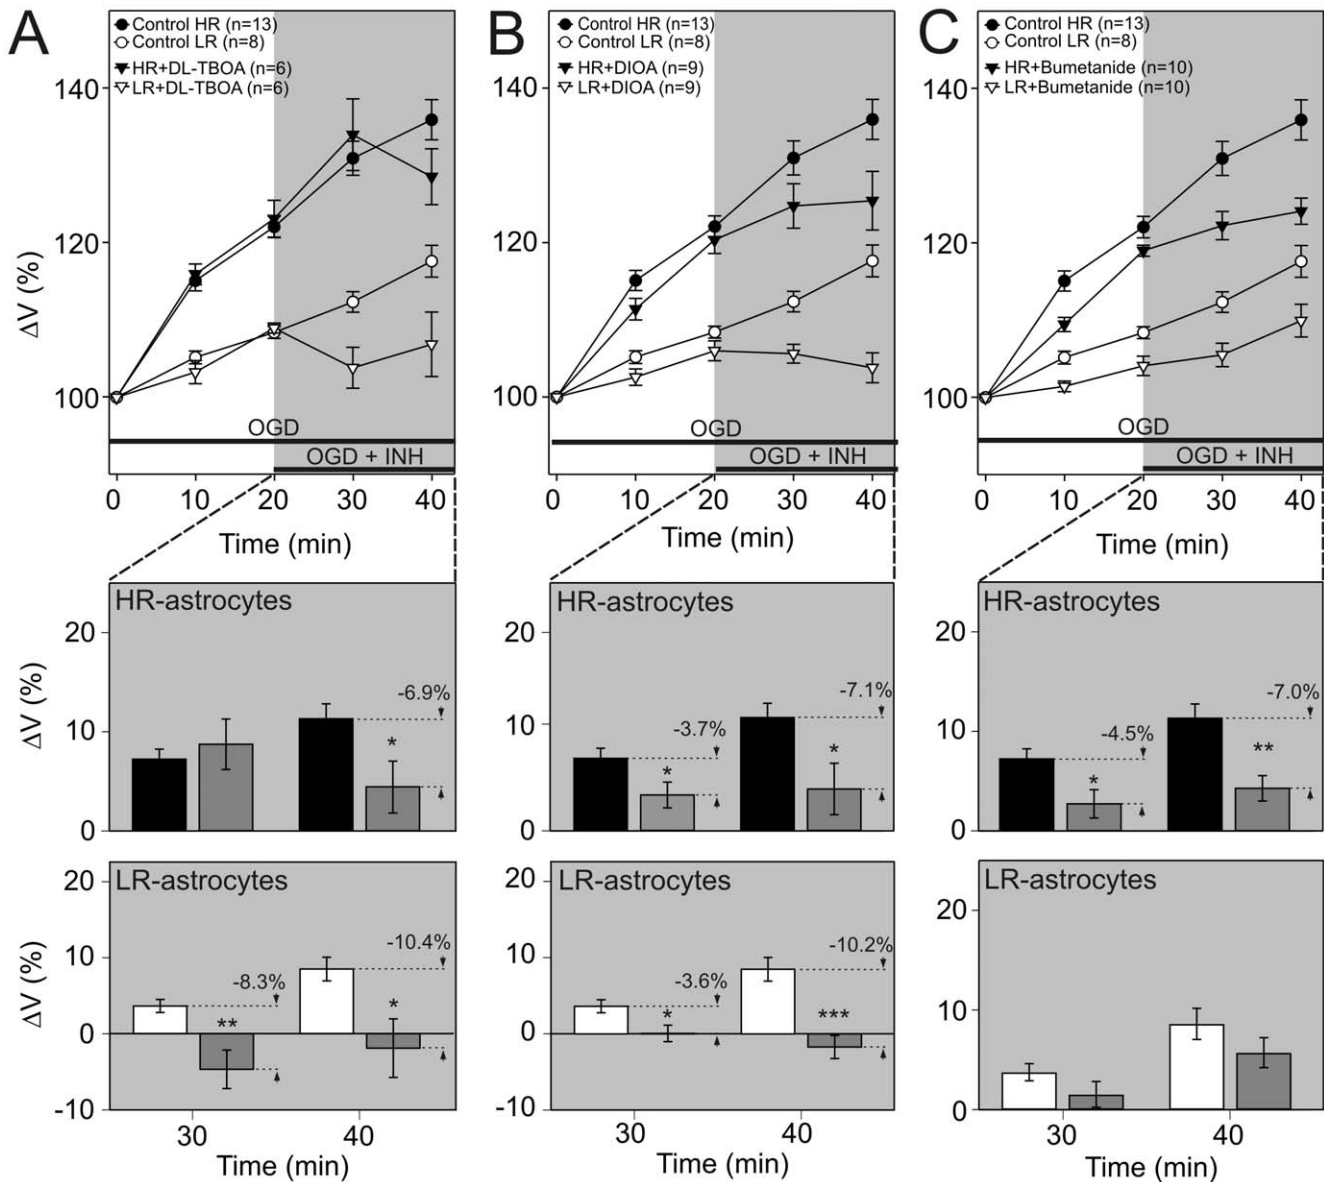 A
Control HR (n=13)
Control LR (n=8)
HR+DL-TBOA (n=6)
LR+DL-TBOA (n=6)
140
120
100
ΔV (%)
OGD
OGD + INH
0 10 20 30 40
Time (min)
HR-astrocytes
20
10
0
ΔV (%)
-6.9%
*
LR-astrocytes
20
10
0
-10
ΔV (%)
-8.3%
**
-10.4%
*
30 40
Time (min)
B
Control HR (n=13)
Control LR (n=8)
HR+DIOA (n=9)
LR+DIOA (n=9)
140
120
100
OGD
OGD + INH
0 10 20 30 40
Time (min)
HR-astrocytes
20
10
0
-3.7%
*
-7.1%
*
LR-astrocytes
20
10
0
-10
-3.6%
*
-10.2%
***
30 40
Time (min)
C
Control HR (n=13)
Control LR (n=8)
HR+Bumetanide (n=10)
LR+Bumetanide (n=10)
140
120
100
OGD
OGD + INH
0 10 20 30 40
Time (min)
HR-astrocytes
20
10
0
-4.5%
*
-7.0%
**
LR-astrocytes
20
10
0
30 40
Time (min)